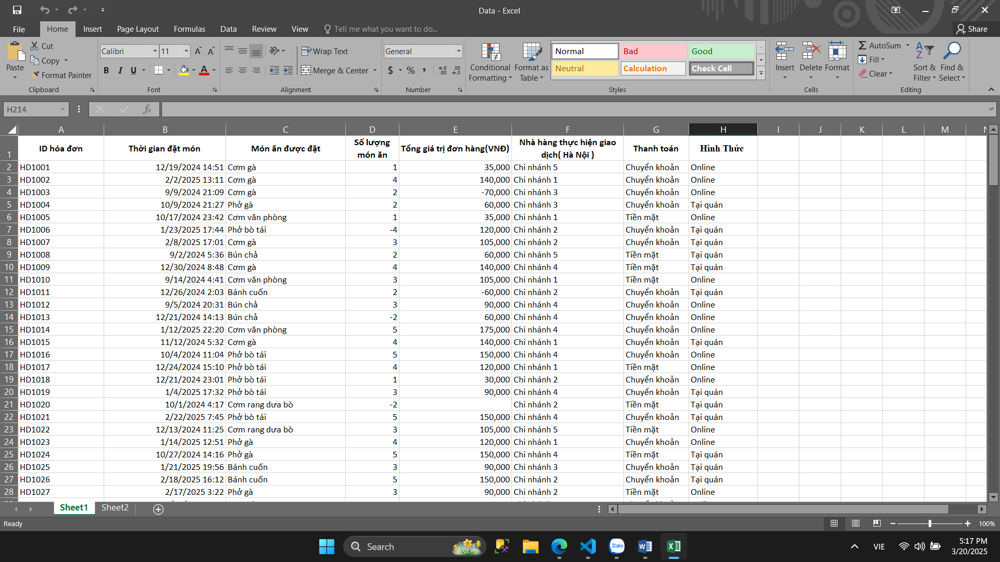 Data - Excel
File Home Insert Page Layout Formulas Data Review View Tell me what you want to do... Share
Paste Cut Copy Format Painter Clipboard
Calibri 11 B I U A Font
Wrap Text Merge & Center Alignment
General $ % , Number
Conditional Formatting Format as Table
Normal Bad Good
Neutral Calculation Check Cell
Styles
Insert Delete Format Cells
AutoSum Fill Clear Sort & Filter Find & Select Editing
H214 fx
A B C D E F G H I J K L M
1 ID hóa đơn Thời gian đặt món Món ăn được đặt Số lượng món ăn Tổng giá trị đơn hàng(VNĐ) Nhà hàng thực hiện giao dịch( Hà Nội ) Thanh toán Hình Thức
2 HD1001 12/19/2024 14:51 Cơm gà 1 35,000 Chi nhánh 5 Chuyển khoản Online
3 HD1002 2/2/2025 13:11 Cơm gà 4 140,000 Chi nhánh 1 Chuyển khoản Online
4 HD1003 9/9/2024 21:09 Cơm gà 2 -70,000 Chi nhánh 3 Chuyển khoản Online
5 HD1004 10/9/2024 21:27 Phở gà 2 60,000 Chi nhánh 3 Chuyển khoản Tại quán
6 HD1005 10/17/2024 23:42 Cơm văn phòng 1 35,000 Chi nhánh 1 Tiền mặt Online
7 HD1006 1/23/2025 17:44 Phở bò tái -4 120,000 Chi nhánh 2 Chuyển khoản Tại quán
8 HD1007 2/8/2025 17:01 Cơm gà 3 105,000 Chi nhánh 2 Chuyển khoản Tại quán
9 HD1008 9/2/2024 5:36 Bún chả 2 60,000 Chi nhánh 5 Tiền mặt Tại quán
10 HD1009 12/30/2024 8:48 Cơm gà 4 140,000 Chi nhánh 4 Tiền mặt Tại quán
11 HD1010 9/14/2024 4:41 Cơm văn phòng 3 105,000 Chi nhánh 1 Tiền mặt Online
12 HD1011 12/26/2024 2:03 Bánh cuốn 2 -60,000 Chi nhánh 2 Chuyển khoản Tại quán
13 HD1012 9/5/2024 20:31 Bún chả 3 90,000 Chi nhánh 4 Chuyển khoản Online
14 HD1013 12/21/2024 14:13 Bún chả -2 60,000 Chi nhánh 4 Chuyển khoản Online
15 HD1014 1/12/2025 22:20 Cơm văn phòng 5 175,000 Chi nhánh 4 Chuyển khoản Online
16 HD1015 11/12/2024 5:32 Cơm gà 4 140,000 Chi nhánh 1 Chuyển khoản Tại quán
17 HD1016 10/4/2024 11:04 Phở bò tái 5 150,000 Chi nhánh 4 Chuyển khoản Online
18 HD1017 12/24/2024 15:10 Phở bò tái 4 120,000 Chi nhánh 1 Tiền mặt Online
19 HD1018 12/21/2024 23:01 Phở bò tái 1 30,000 Chi nhánh 2 Chuyển khoản Online
20 HD1019 1/4/2025 17:32 Phở bò tái 3 90,000 Chi nhánh 4 Chuyển khoản Tại quán
21 HD1020 10/1/2024 4:17 Cơm rang dưa bò -2 Chi nhánh 2 Tiền mặt Tại quán
22 HD1021 2/22/2025 7:45 Phở bò tái 5 150,000 Chi nhánh 4 Chuyển khoản Tại quán
23 HD1022 12/13/2024 11:25 Cơm rang dưa bò 3 105,000 Chi nhánh 5 Tiền mặt Online
24 HD1023 1/14/2025 12:51 Phở gà 4 120,000 Chi nhánh 1 Chuyển khoản Online
25 HD1024 10/27/2024 14:16 Phở gà 5 150,000 Chi nhánh 4 Tiền mặt Tại quán
26 HD1025 1/21/2025 19:56 Bánh cuốn 3 90,000 Chi nhánh 3 Chuyển khoản Tại quán
27 HD1026 2/18/2025 16:12 Bánh cuốn 5 150,000 Chi nhánh 2 Chuyển khoản Tại quán
28 HD1027 2/17/2025 3:22 Phở gà 3 90,000 Chi nhánh 2 Tiền mặt Online
Sheet1 Sheet2
Ready 100%
Search Zalo VIE 5:17 PM
3/20/2025